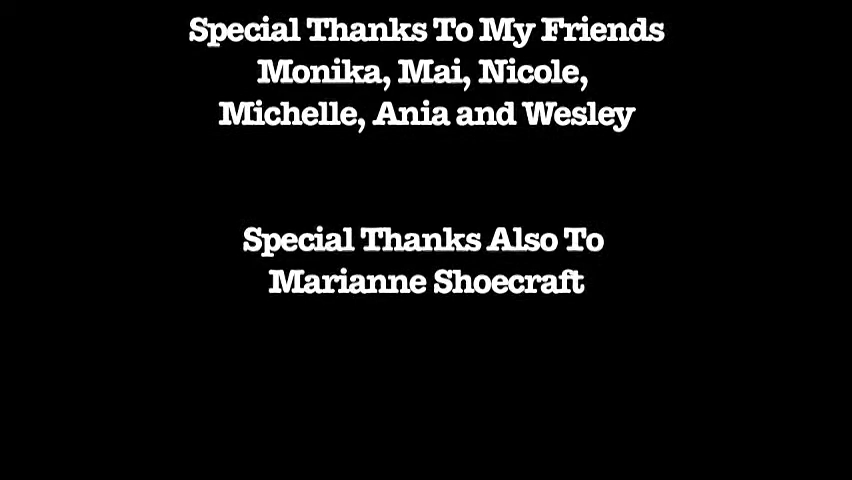 Special Thanks To My Friends
Monika, Mai, Nicole,
Michelle, Ania and Wesley
Special Thanks Also To
Marianne Shoecraft